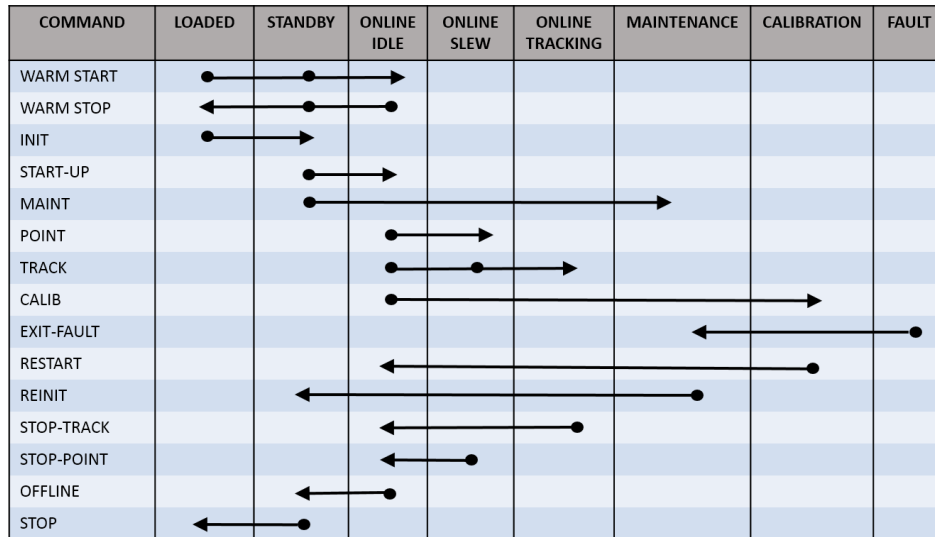 COMMAND LOADED STANDBY ONLINE IDLE ONLINE SLEW ONLINE TRACKING MAINTENANCE CALIBRATION FAULT
WARM START
WARM STOP
INIT
START-UP
MAINT
POINT
TRACK
CALIB
EXIT-FAULT
RESTART
REINIT
STOP-TRACK
STOP-POINT
OFFLINE
STOP